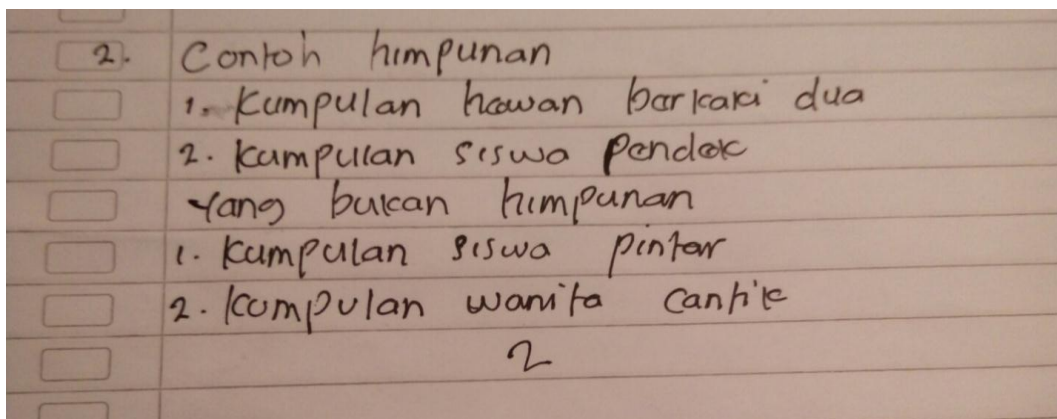 2. Contoh himpunan
1. Kumpulan hewan berkaki dua
2. Kumpulan siswa pendek
Yang bukan himpunan
1. Kumpulan siswa pintar
2. Kumpulan wanita cantik
2